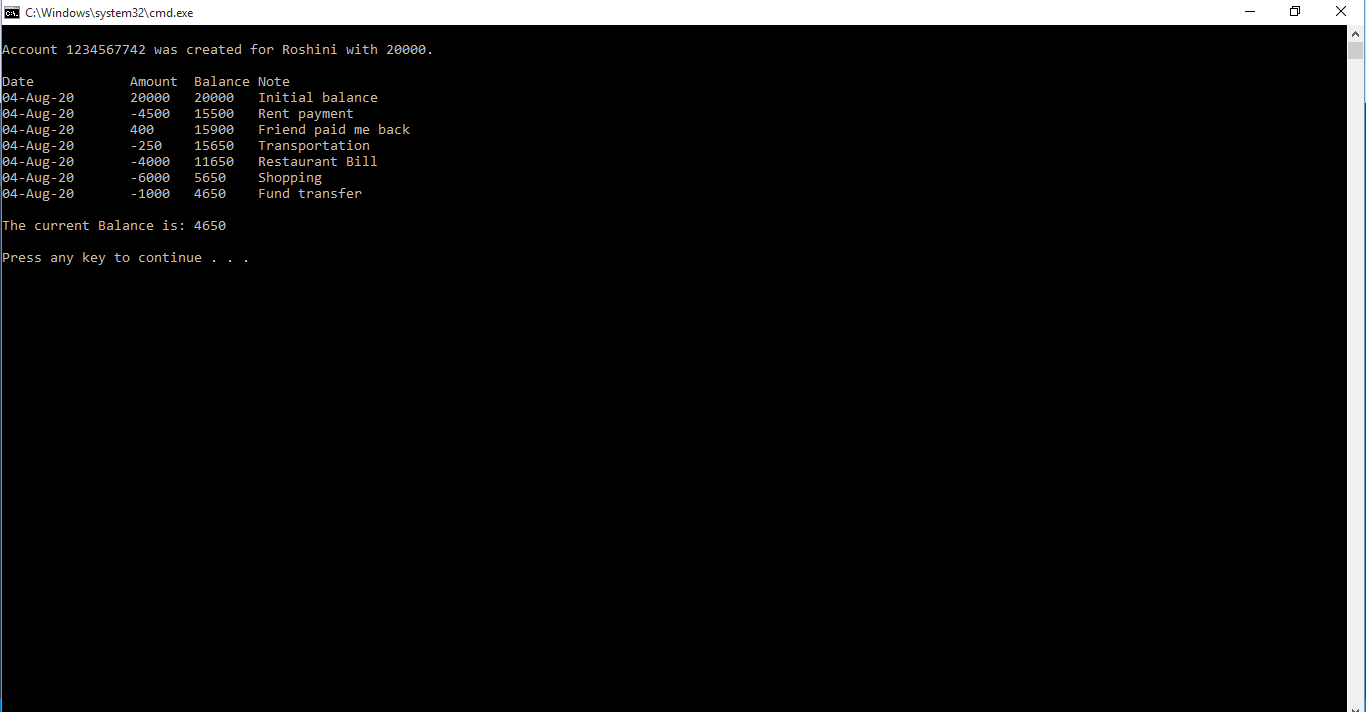 C:\Windows\system32\cmd.exe
Account 1234567742 was created for Roshini with 20000.
Date Amount Balance Note
04-Aug-20 20000 20000 Initial balance
04-Aug-20 -4500 15500 Rent payment
04-Aug-20 400 15900 Friend paid me back
04-Aug-20 -250 15650 Transportation
04-Aug-20 -4000 11650 Restaurant Bill
04-Aug-20 -6000 5650 Shopping
04-Aug-20 -1000 4650 Fund transfer
The current Balance is: 4650
Press any key to continue . . .